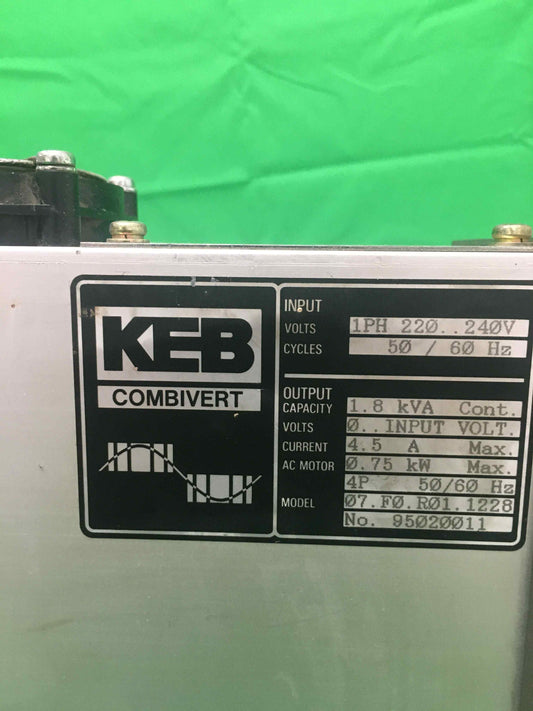 KEB
COMBIVERT
INPUT
VOLTS 1PH 220..240V
CYCLES 50 / 60 Hz
OUTPUT
CAPACITY 1.8 kVA Cont.
VOLTS 0..INPUT VOLT.
CURRENT 4.5 A Max.
AC MOTOR 0.75 kW Max.
4P 50/60 Hz
MODEL 07.F0.R01.1228
No. 95020011